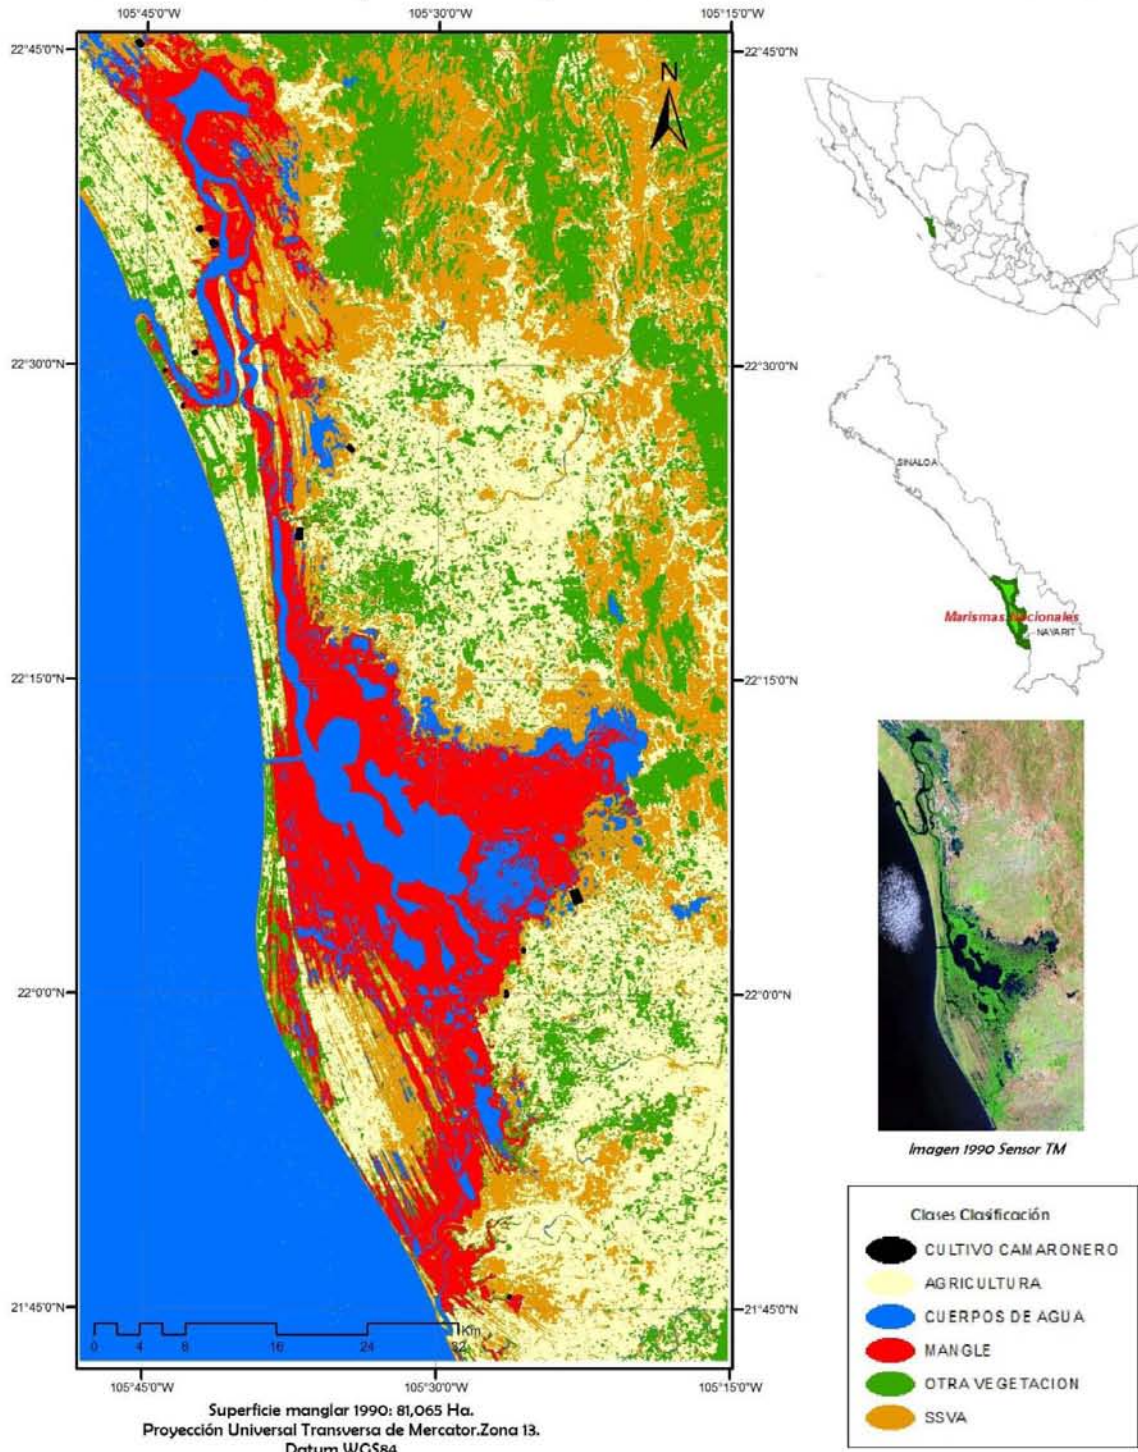 105°45'0"W 105°30'0"W 105°15'0"W
22°45'0"N 22°45'0"N
N
22°30'0"N 22°30'0"N
SINALOA
Marismas Nacionales
NAYARIT
22°15'0"N 22°15'0"N
22°0'0"N 22°0'0"N
Imagen 1990 Sensor TM
Clases Clasificación
CULTIVO CAMARONERO
AGRICULTURA
CUERPOS DE AGUA
MANGLE
OTRA VEGETACION
SSVA
21°45'0"N 21°45'0"N
Km
0 4 8 16 24 32
105°45'0"W 105°30'0"W 105°15'0"W
Superficie manglar 1990: 81,065 Ha.
Proyección Universal Transversa de Mercator.Zona 13.
Datum WGS84